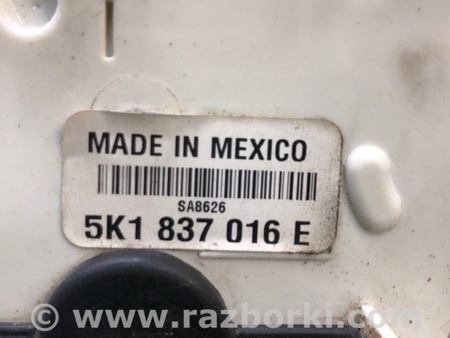 MADE IN MEXICO
SA8626
5K1 837 016 E
© www.razborki.com